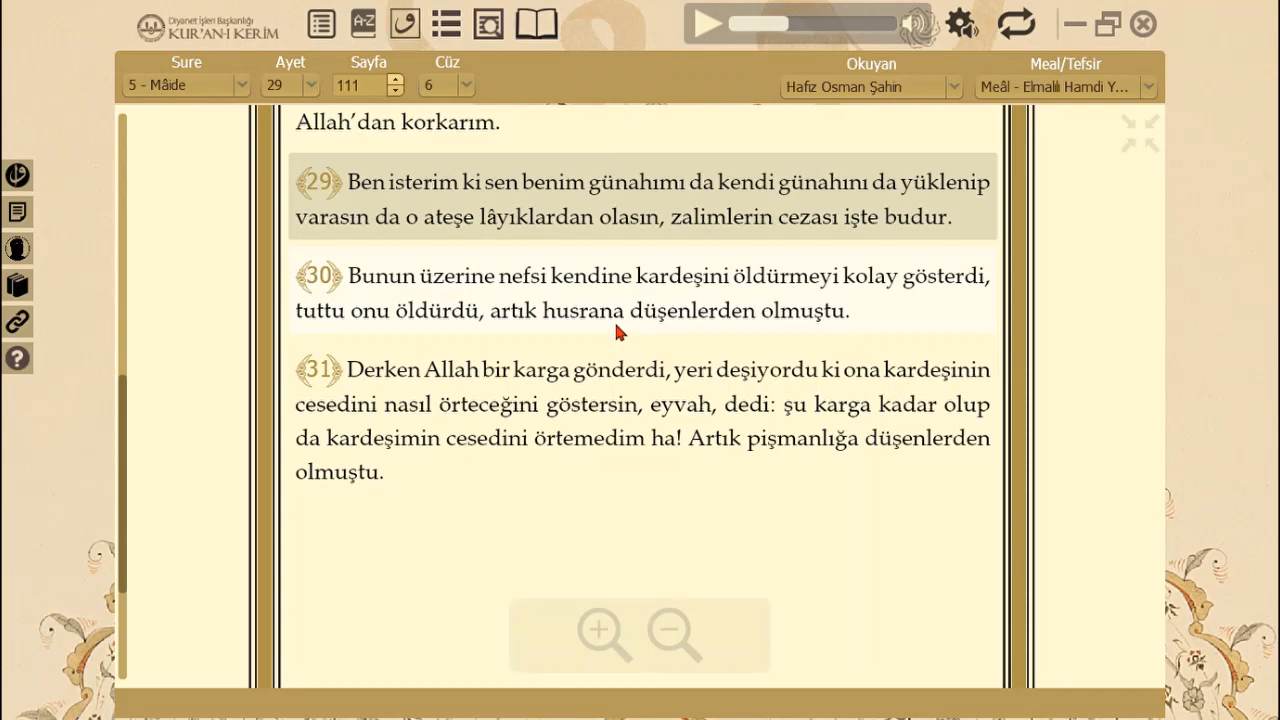 Diyanet İşleri Başkanlığı
KUR'AN-I KERİM
A-Z
Sure Ayet Sayfa Cüz Okuyan Meal/Tefsir
5 - Mâide 29 111 6 Hafız Osman Şahin Meâl - Elmalılı Hamdi Y...
Allah'dan korkarım.
(29) Ben isterim ki sen benim günahımı da kendi günahını da yüklenip
varasın da o ateşe lâyıklardan olasın, zalimlerin cezası işte budur.
(30) Bunun üzerine nefsi kendine kardeşini öldürmeyi kolay gösterdi,
tuttu onu öldürdü, artık husrana düşenlerden olmuştu.
(31) Derken Allah bir karga gönderdi, yeri deşiyordu ki ona kardeşinin
cesedini nasıl örteceğini göstersin, eyvah, dedi: şu karga kadar olup
da kardeşimin cesedini örtemedim ha! Artık pişmanlığa düşenlerden
olmuştu.